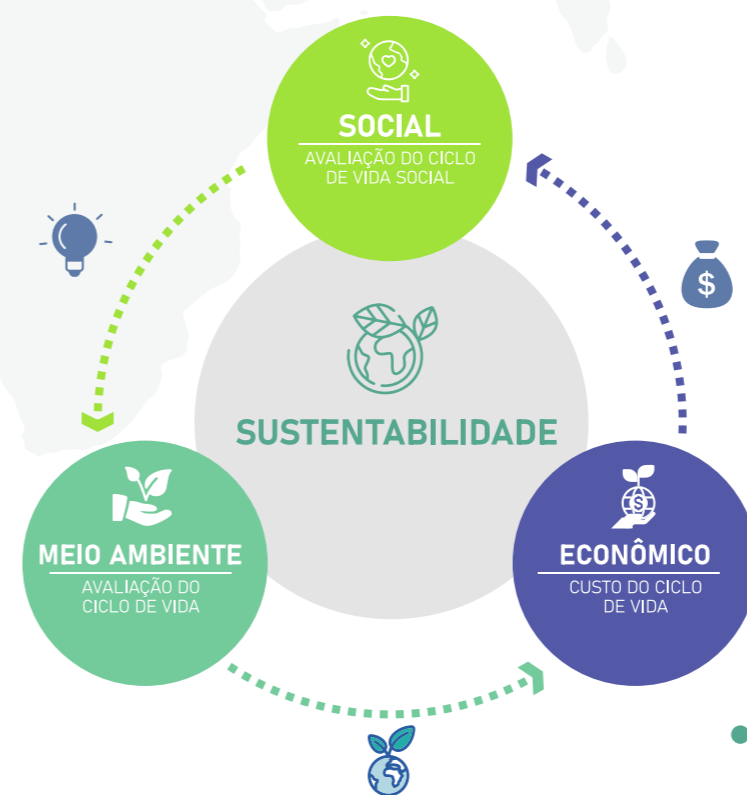 SOCIAL
AVALIAÇÃO DO CICLO
DE VIDA SOCIAL
$
SUSTENTABILIDADE
MEIO AMBIENTE
AVALIAÇÃO DO
CICLO DE VIDA
$
ECONÔMICO
CUSTO DO CICLO
DE VIDA